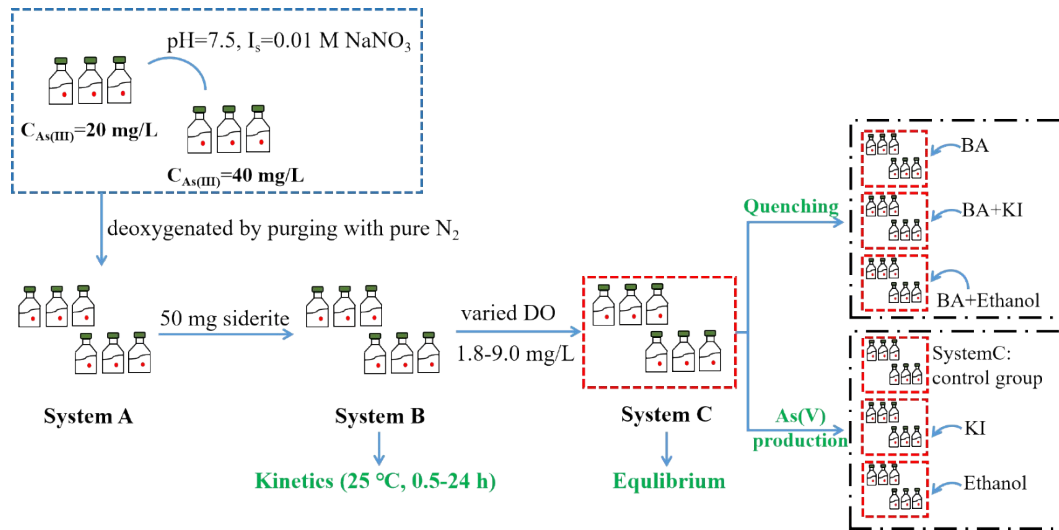 pH=7.5, Iₛ=0.01 M NaNO₃
C_As(III)=20 mg/L
C_As(III)=40 mg/L
deoxygenated by purging with pure N₂
50 mg siderite
varied DO
1.8-9.0 mg/L
System A
System B
System C
Kinetics (25 °C, 0.5-24 h)
Equlibrium
Quenching
BA
BA+KI
BA+Ethanol
As(V)
production
SystemC:
control group
KI
Ethanol